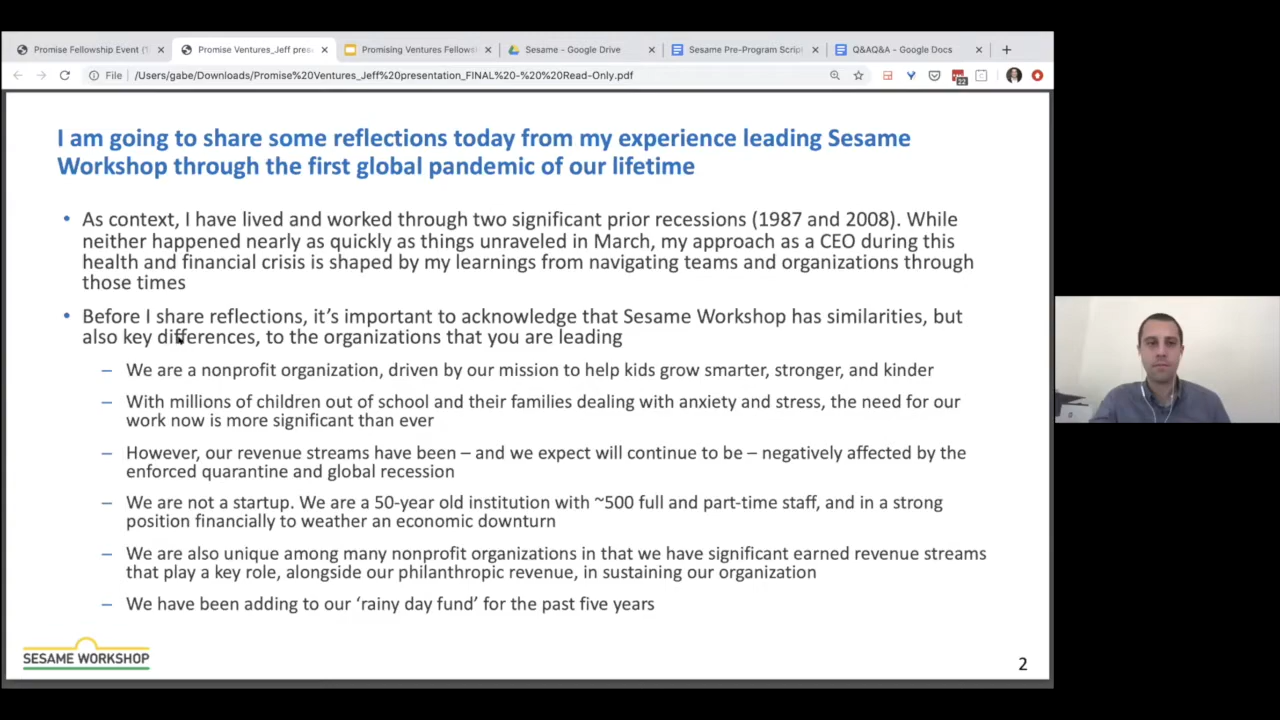 Promise Fellowship Event (T
Promise Ventures_Jeff pres
Promising Ventures Fellows
Sesame - Google Drive
Sesame Pre-Program Script
Q&AQ&A - Google Docs
File
/Users/gabe/Downloads/Promise%20Ventures_Jeff%20presentation_FINAL%20-%20%20Read-Only.pdf
22
I am going to share some reflections today from my experience leading Sesame
Workshop through the first global pandemic of our lifetime
• As context, I have lived and worked through two significant prior recessions (1987 and 2008). While
neither happened nearly as quickly as things unraveled in March, my approach as a CEO during this
health and financial crisis is shaped by my learnings from navigating teams and organizations through
those times
• Before I share reflections, it’s important to acknowledge that Sesame Workshop has similarities, but
also key differences, to the organizations that you are leading
– We are a nonprofit organization, driven by our mission to help kids grow smarter, stronger, and kinder
– With millions of children out of school and their families dealing with anxiety and stress, the need for our
work now is more significant than ever
– However, our revenue streams have been – and we expect will continue to be – negatively affected by the
enforced quarantine and global recession
– We are not a startup. We are a 50-year old institution with ~500 full and part-time staff, and in a strong
position financially to weather an economic downturn
– We are also unique among many nonprofit organizations in that we have significant earned revenue streams
that play a key role, alongside our philanthropic revenue, in sustaining our organization
– We have been adding to our ‘rainy day fund’ for the past five years
SESAME WORKSHOP
2